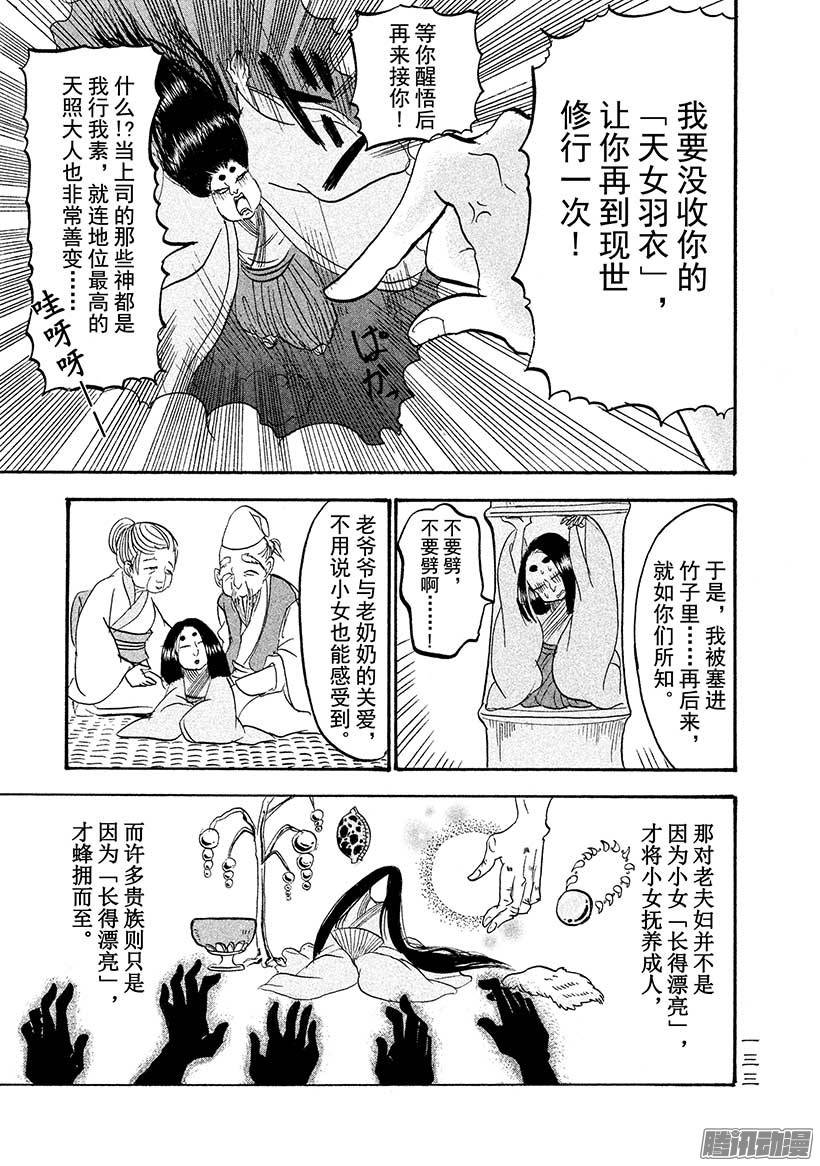 我要没收你的
「天女羽衣」，
让你再到现世
修行一次！
等你醒悟后
再来接你！
ドドーン
ぱかっ
什么!?当上司的那些神都是
我行我素，就连地位最高的
天照大人也非常善变……
哇呀呀——
于是，我被塞进
竹子里……再后来，
就如你们所知。
不要劈，
不要劈啊……！
老爷爷与老奶奶的关爱，
不用说小女也能感受到。
那对老夫妇并不是
因为小女「长得漂亮」，
才将小女抚养成人，
而许多贵族则只是
因为「长得漂亮」，
才蜂拥而至。
一三三
腾讯动漫